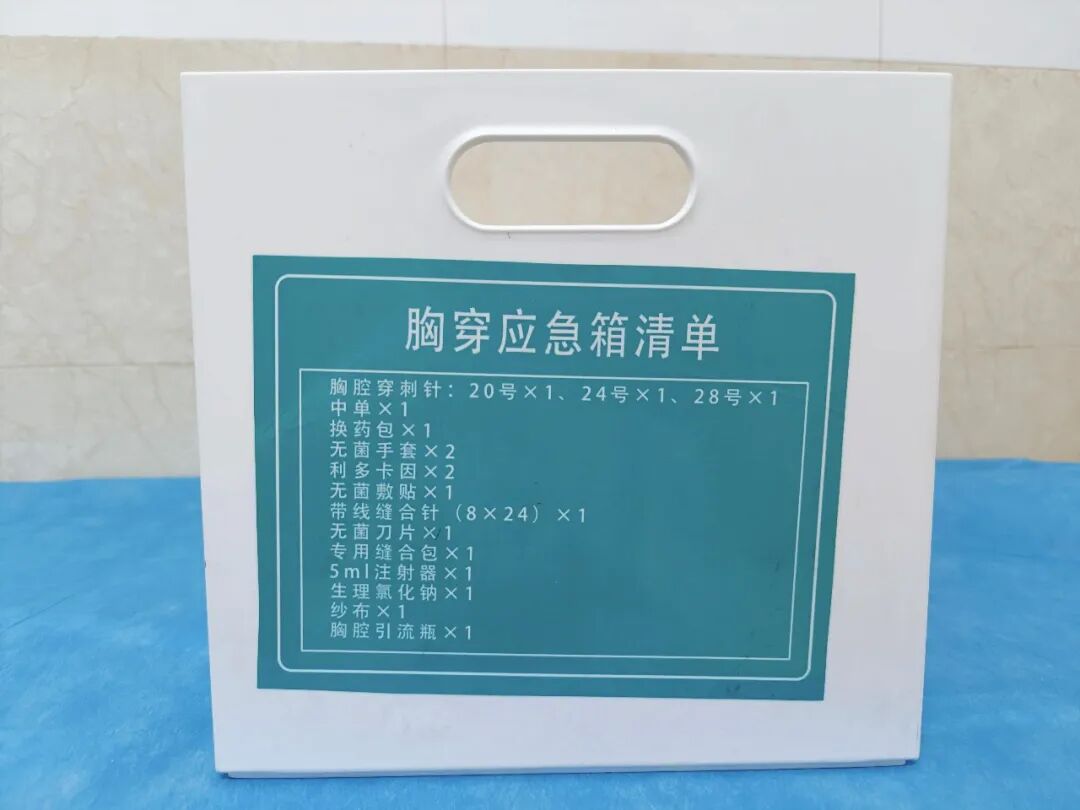 胸穿应急箱清单
胸腔穿刺针：20号×1、24号×1、28号×1
中单×1
换药包×1
无菌手套×2
利多卡因×2
无菌敷贴×1
带线缝合针（8×24）×1
无菌刀片×1
专用缝合包×1
5ml注射器×1
生理氯化钠×1
纱布×1
胸腔引流瓶×1